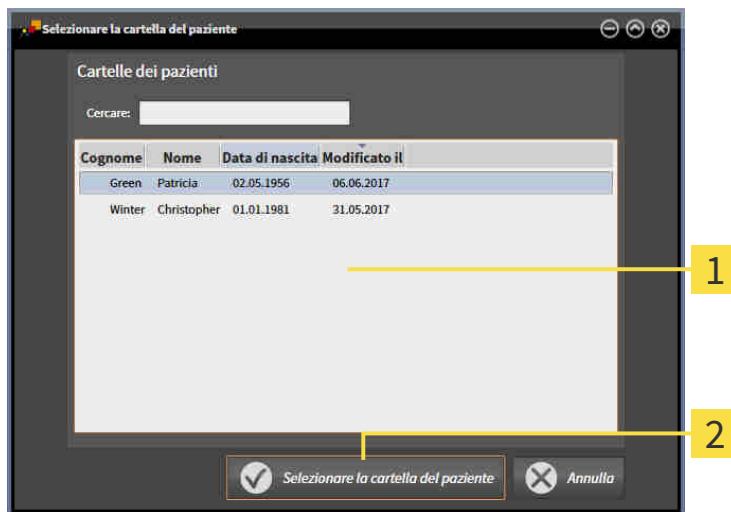 Selezionare la cartella del paziente
Cartelle dei pazienti
Cercare:
Cognome Nome Data di nascita Modificato il
Green Patricia 02.05.1956 06.06.2017
Winter Christopher 01.01.1981 31.05.2017
1
2
Selezionare la cartella del paziente Annulla